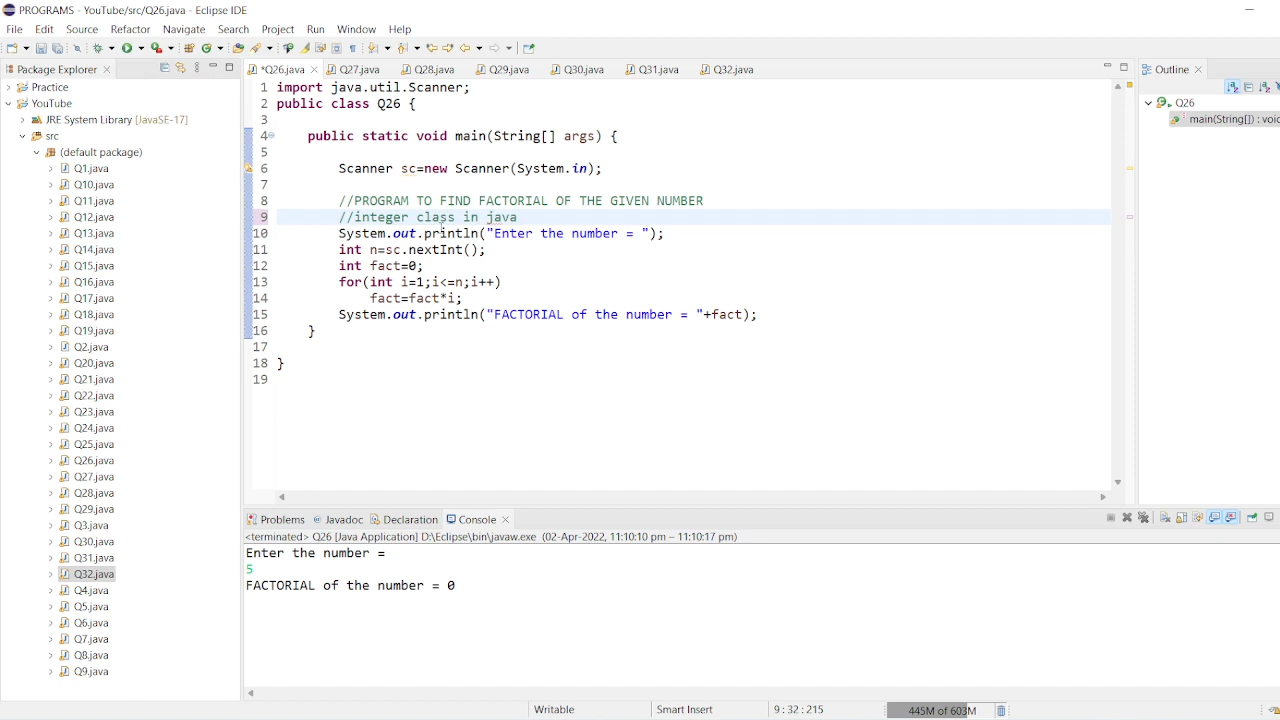 PROGRAMS - YouTube/src/Q26.java - Eclipse IDE
File Edit Source Refactor Navigate Search Project Run Window Help
Package Explorer
*Q26.java Q27.java Q28.java Q29.java Q30.java Q31.java Q32.java
Outline
Practice
YouTube
JRE System Library [JavaSE-17]
src
(default package)
Q1.java
Q10.java
Q11.java
Q12.java
Q13.java
Q14.java
Q15.java
Q16.java
Q17.java
Q18.java
Q19.java
Q2.java
Q20.java
Q21.java
Q22.java
Q23.java
Q24.java
Q25.java
Q26.java
Q27.java
Q28.java
Q29.java
Q3.java
Q30.java
Q31.java
Q32.java
Q4.java
Q5.java
Q6.java
Q7.java
Q8.java
Q9.java
1 import java.util.Scanner;
2 public class Q26 {
3
4 public static void main(String[] args) {
5
6 Scanner sc=new Scanner(System.in);
7
8 //PROGRAM TO FIND FACTORIAL OF THE GIVEN NUMBER
9 //integer class in java
10 System.out.println("Enter the number = ");
11 int n=sc.nextInt();
12 int fact=0;
13 for(int i=1;i<=n;i++)
14 fact=fact*i;
15 System.out.println("FACTORIAL of the number = "+fact);
16 }
17
18 }
19
Q26
main(String[]) : void
Problems Javadoc Declaration Console
<terminated> Q26 [Java Application] D:\Eclipse\bin\javaw.exe (02-Apr-2022, 11:10:10 pm – 11:10:17 pm)
Enter the number =
5
FACTORIAL of the number = 0
Writable Smart Insert 9 : 32 : 215 445M of 603M